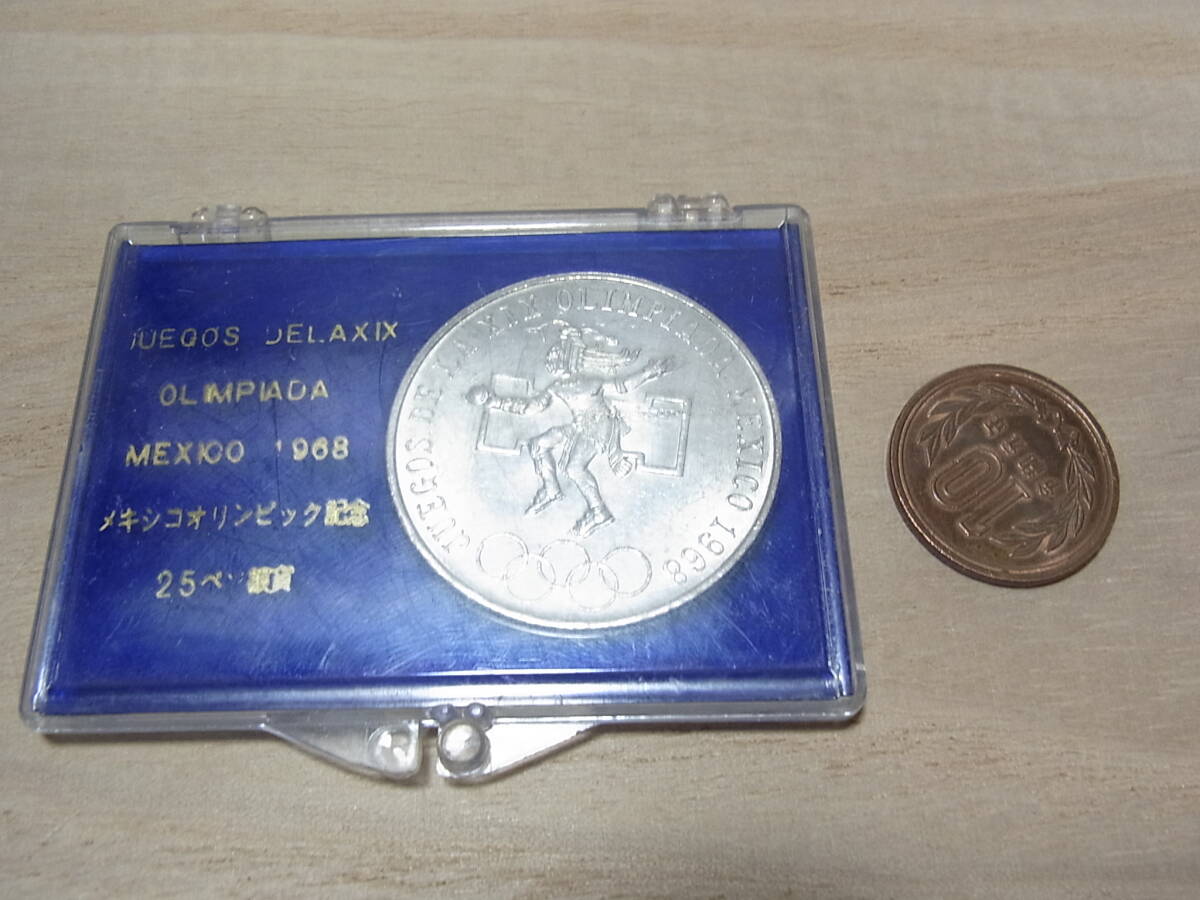 JUEGOS DELAXIX
OLIMPIADA
MEXICO 1968
メキシコオリンピック記念
25ペソ銀貨
JUEGOS DE LA XIX OLIMPIADA MEXICO 1968
10